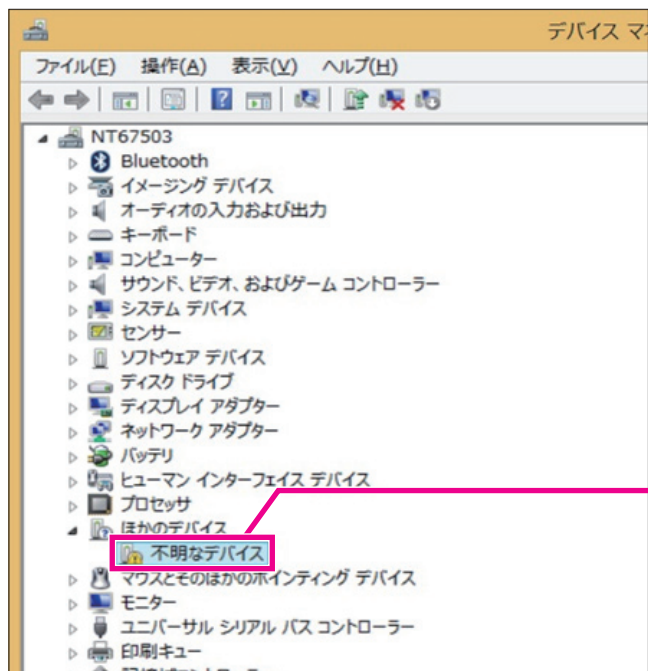 デバイス マネ
ファイル(F) 操作(A) 表示(V) ヘルプ(H)
NT67503
Bluetooth
イメージング デバイス
オーディオの入力および出力
キーボード
コンピューター
サウンド、ビデオ、およびゲーム コントローラー
システム デバイス
センサー
ソフトウェア デバイス
ディスク ドライブ
ディスプレイ アダプター
ネットワーク アダプター
バッテリ
ヒューマン インターフェイス デバイス
プロセッサ
ほかのデバイス
不明なデバイス
マウスとそのほかのポインティング デバイス
モニター
ユニバーサル シリアル バス コントローラー
印刷キュー